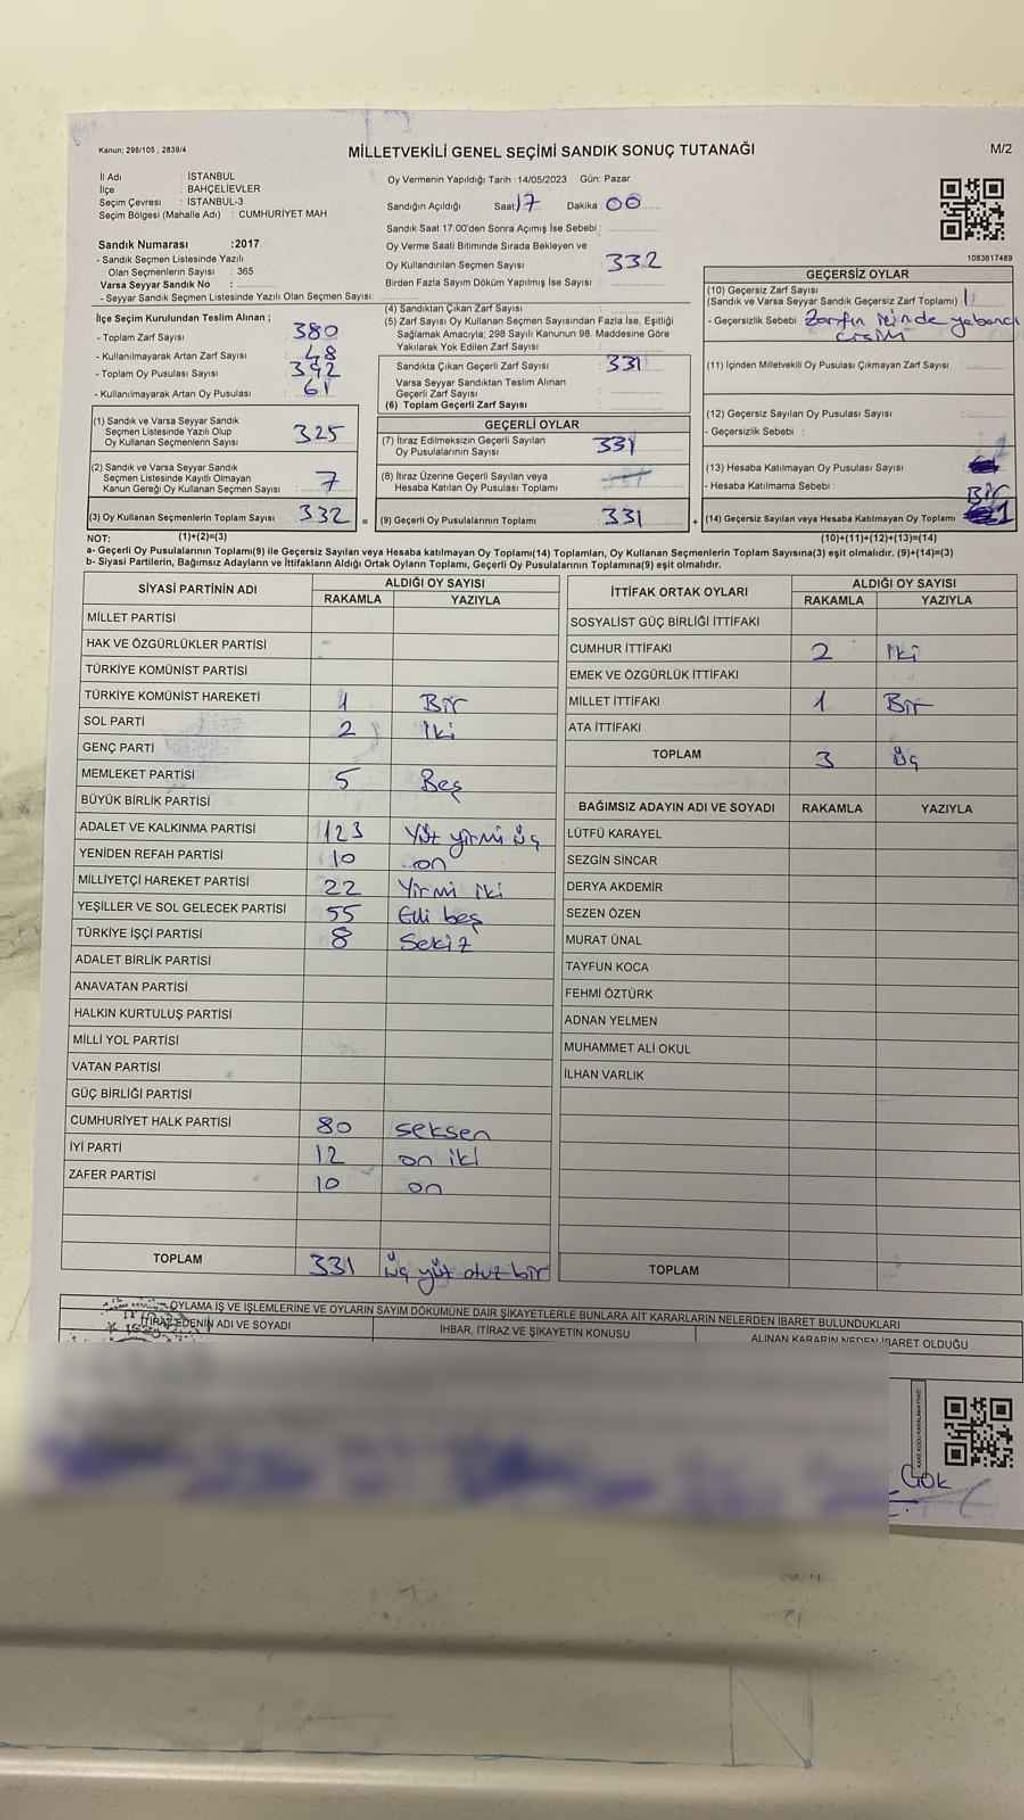 Kanun; 298/105 , 2839/4
MİLLETVEKİLİ GENEL SEÇİMİ SANDIK SONUÇ TUTANAĞI
M/2
İl Adı : İSTANBUL
İlçe : BAHÇELİEVLER
Seçim Çevresi : İSTANBUL-3
Seçim Bölgesi (Mahalle Adı) : CUMHURİYET MAH
Sandık Numarası :2017
- Sandık Seçmen Listesinde Yazılı
Olan Seçmenlerin Sayısı : 365
Varsa Seyyar Sandık No :
- Seyyar Sandık Seçmen Listesinde Yazılı Olan Seçmen Sayısı:
Oy Vermenin Yapıldığı Tarih :14/05/2023 Gün: Pazar
Sandığın Açıldığı Saat 17 Dakika 00
Sandık Saat 17.00'den Sonra Açımış İse Sebebi :
Oy Verme Saati Bitiminde Sırada Bekleyen ve
Oy Kullandırılan Seçmen Sayısı 332
Birden Fazla Sayım Döküm Yapılmış İse Sayısı
1083617489
İlçe Seçim Kurulundan Teslim Alınan ;
- Toplam Zarf Sayısı 380
- Kullanılmayarak Artan Zarf Sayısı 48
- Toplam Oy Pusulası Sayısı 392
- Kullanılmayarak Artan Oy Pusulası 61
(1) Sandık ve Varsa Seyyar Sandık
Seçmen Listesinde Yazılı Olup
Oy Kullanan Seçmenlerin Sayısı 325
(2) Sandık ve Varsa Seyyar Sandık
Seçmen Listesinde Kayıtlı Olmayan
Kanun Gereği Oy Kullanan Seçmen Sayısı 7
(3) Oy Kullanan Seçmenlerin Toplam Sayısı 332 =
(4) Sandıktan Çıkan Zarf Sayısı
(5) Zarf Sayısı Oy Kullanan Seçmen Sayısından Fazla İse, Eşitliği
Sağlamak Amacıyla; 298 Sayılı Kanunun 98. Maddesine Göre
Yakılarak Yok Edilen Zarf Sayısı
Sandıkta Çıkan Geçerli Zarf Sayısı 331
Varsa Seyyar Sandıktan Teslim Alınan
Geçerli Zarf Sayısı
(6) Toplam Geçerli Zarf Sayısı
GEÇERLİ OYLAR
(7) İtiraz Edilmeksizin Geçerli Sayılan
Oy Pusulalarının Sayısı 331
(8) İtiraz Üzerine Geçerli Sayılan veya
Hesaba Katılan Oy Pusulası Toplamı
(9) Geçerli Oy Pusulalarının Toplamı 331 +
GEÇERSİZ OYLAR
(10) Geçersiz Zarf Sayısı
(Sandık ve Varsa Seyyar Sandık Geçersiz Zarf Toplamı) 1
- Geçersizlik Sebebi Zarfın içinde yabancı
cisim
(11) İçinden Milletvekili Oy Pusulası Çıkmayan Zarf Sayısı
(12) Geçersiz Sayılan Oy Pusulası Sayısı
- Geçersizlik Sebebi :
(13) Hesaba Katılmayan Oy Pusulası Sayısı
- Hesaba Katılmama Sebebi : Bir
(14) Geçersiz Sayılan veya Hesaba Katılmayan Oy Toplamı 1
NOT: (1)+(2)=(3)
(10)+(11)+(12)+(13)=(14)
a- Geçerli Oy Pusulalarının Toplamı(9) ile Geçersiz Sayılan veya Hesaba katılmayan Oy Toplamı(14) Toplamları, Oy Kullanan Seçmenlerin Toplam Sayısına(3) eşit olmalıdır. (9)+(14)=(3)
b- Siyasi Partilerin, Bağımsız Adayların ve İttifakların Aldığı Ortak Oyların Toplamı, Geçerli Oy Pusulalarının Toplamına(9) eşit olmalıdır.
SİYASİ PARTİNİN ADI ALDIĞI OY SAYISI
RAKAMLA YAZIYLA
MİLLET PARTİSİ
HAK VE ÖZGÜRLÜKLER PARTİSİ
TÜRKİYE KOMÜNİST PARTİSİ
TÜRKİYE KOMÜNİST HAREKETİ 1 Bir
SOL PARTİ 2 iki
GENÇ PARTİ
MEMLEKET PARTİSİ 5 Beş
BÜYÜK BİRLİK PARTİSİ
ADALET VE KALKINMA PARTİSİ 123 Yüz yirmi üç
YENİDEN REFAH PARTİSİ 10 on
MİLLİYETÇİ HAREKET PARTİSİ 22 Yirmi iki
YEŞİLLER VE SOL GELECEK PARTİSİ 55 Elli beş
TÜRKİYE İŞÇİ PARTİSİ 8 Sekiz
ADALET BİRLİK PARTİSİ
ANAVATAN PARTİSİ
HALKIN KURTULUŞ PARTİSİ
MİLLİ YOL PARTİSİ
VATAN PARTİSİ
GÜÇ BİRLİĞİ PARTİSİ
CUMHURİYET HALK PARTİSİ 80 seksen
İYİ PARTİ 12 on iki
ZAFER PARTİSİ 10 on
TOPLAM 331 üç yüz otuz bir
İTTİFAK ORTAK OYLARI ALDIĞI OY SAYISI
RAKAMLA YAZIYLA
SOSYALİST GÜÇ BİRLİĞİ İTTİFAKI
CUMHUR İTTİFAKI 2 iki
EMEK VE ÖZGÜRLÜK İTTİFAKI
MİLLET İTTİFAKI 1 Bir
ATA İTTİFAKI
TOPLAM 3 üç
BAĞIMSIZ ADAYIN ADI VE SOYADI RAKAMLA YAZIYLA
LÜTFÜ KARAYEL
SEZGİN SİNCAR
DERYA AKDEMİR
SEZEN ÖZEN
MURAT ÜNAL
TAYFUN KOCA
FEHMİ ÖZTÜRK
ADNAN YELMEN
MUHAMMET ALİ OKUL
İLHAN VARLIK
TOPLAM
OYLAMA İŞ VE İŞLEMLERİNE VE OYLARIN SAYIM DÖKÜMÜNE DAİR ŞİKAYETLERLE BUNLARA AİT KARARLARIN NELERDEN İBARET BULUNDUKLARI
İTİRAZ EDENİN ADI VE SOYADI
İHBAR, İTİRAZ VE ŞİKAYETİN KONUSU
ALINAN KARARIN NEDEN İBARET OLDUĞU
Gök